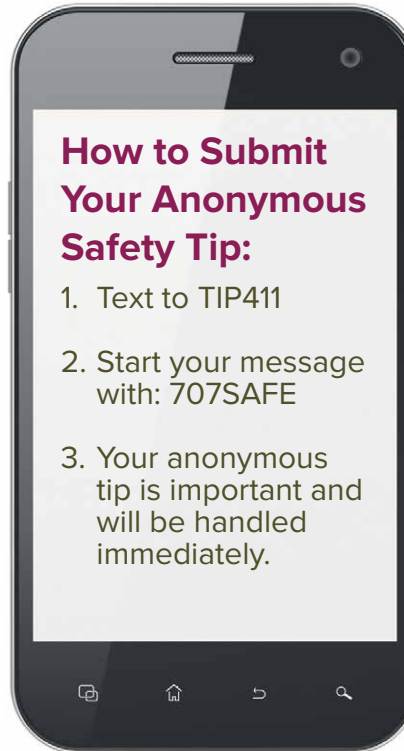 How to Submit
Your Anonymous
Safety Tip:
1. Text to TIP411
2. Start your message
with: 707SAFE
3. Your anonymous
tip is important and
will be handled
immediately.